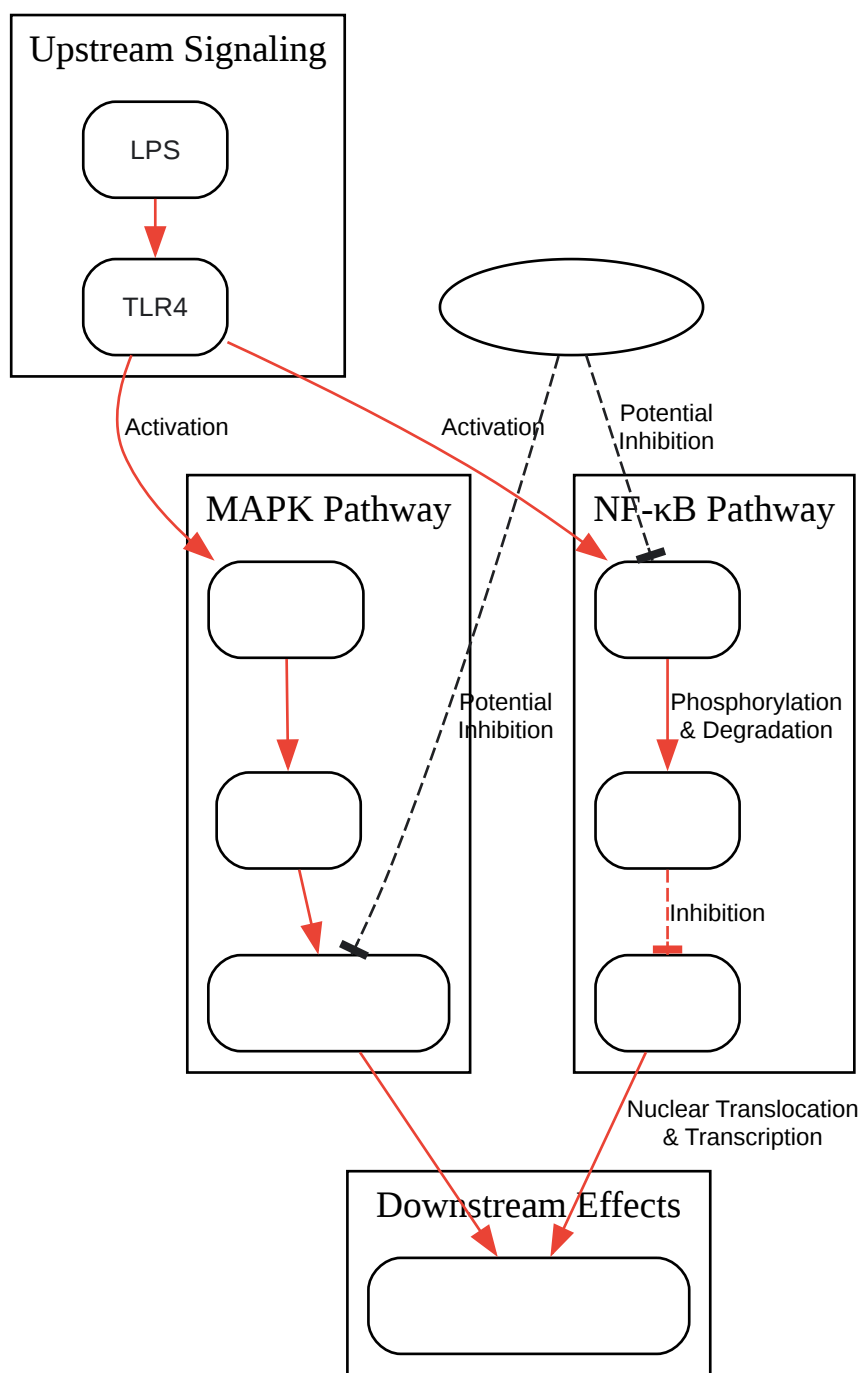 Upstream Signaling
LPS
TLR4
Activation
Activation
Potential
Inhibition
MAPK Pathway
NF-κB Pathway
Potential
Inhibition
Phosphorylation
& Degradation
Inhibition
Nuclear Translocation
& Transcription
Downstream Effects